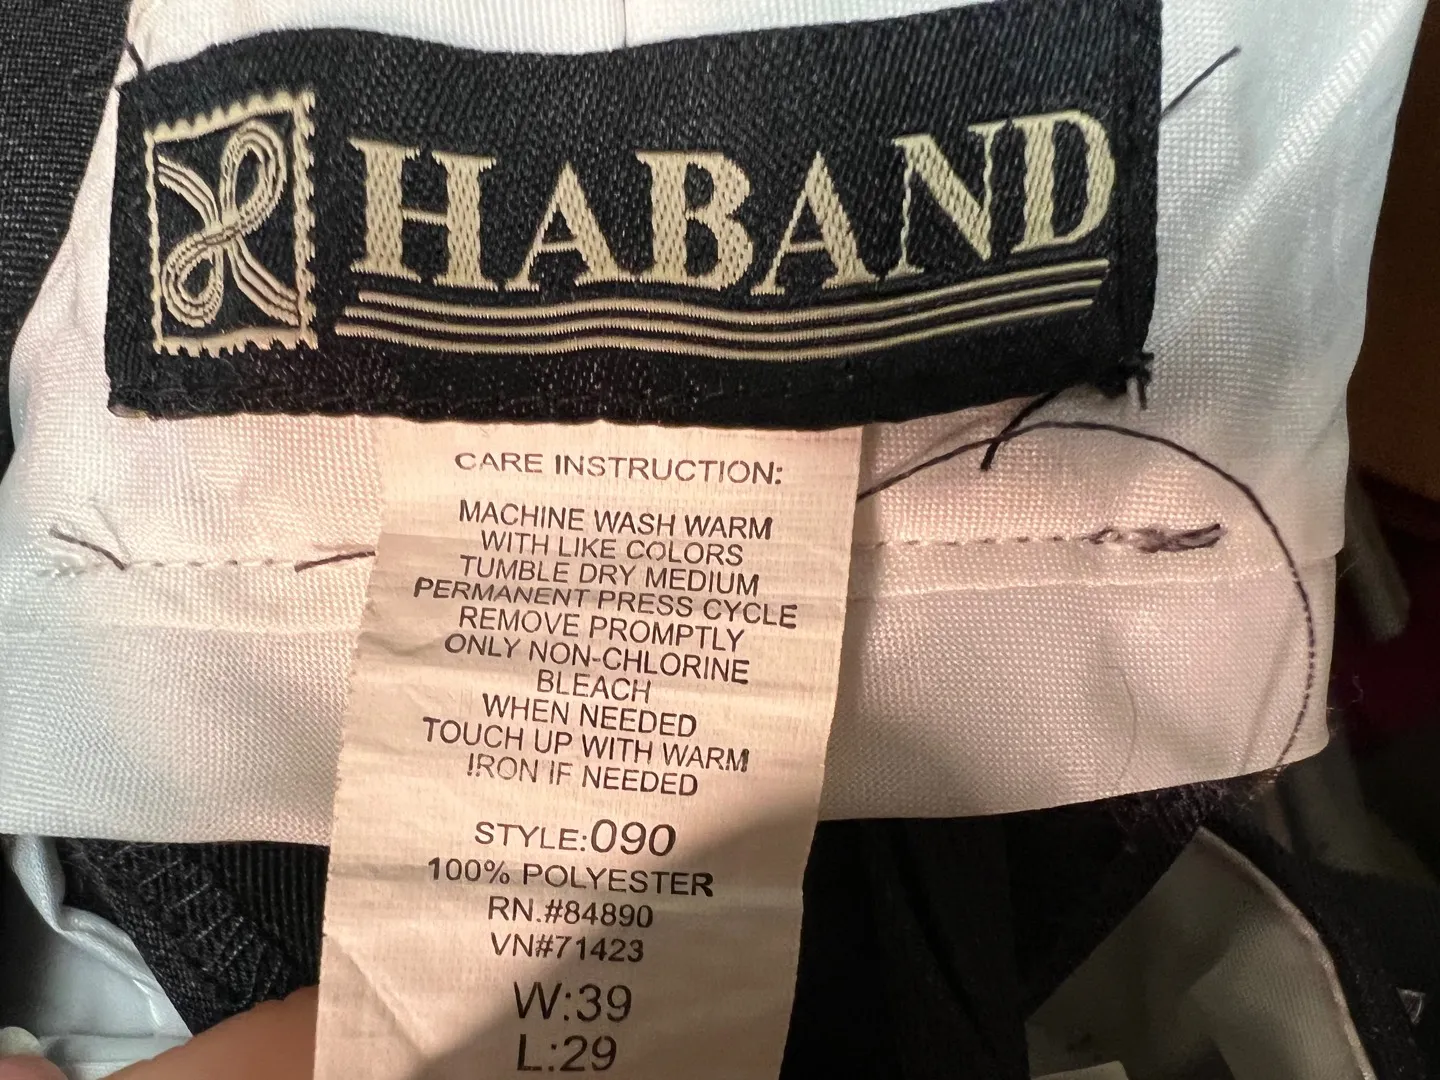 HABAND
CARE INSTRUCTION:
MACHINE WASH WARM
WITH LIKE COLORS
TUMBLE DRY MEDIUM
PERMANENT PRESS CYCLE
REMOVE PROMPTLY
ONLY NON-CHLORINE
BLEACH
WHEN NEEDED
TOUCH UP WITH WARM
IRON IF NEEDED
STYLE:090
100% POLYESTER
RN.#84890
VN#71423
W:39
L:29